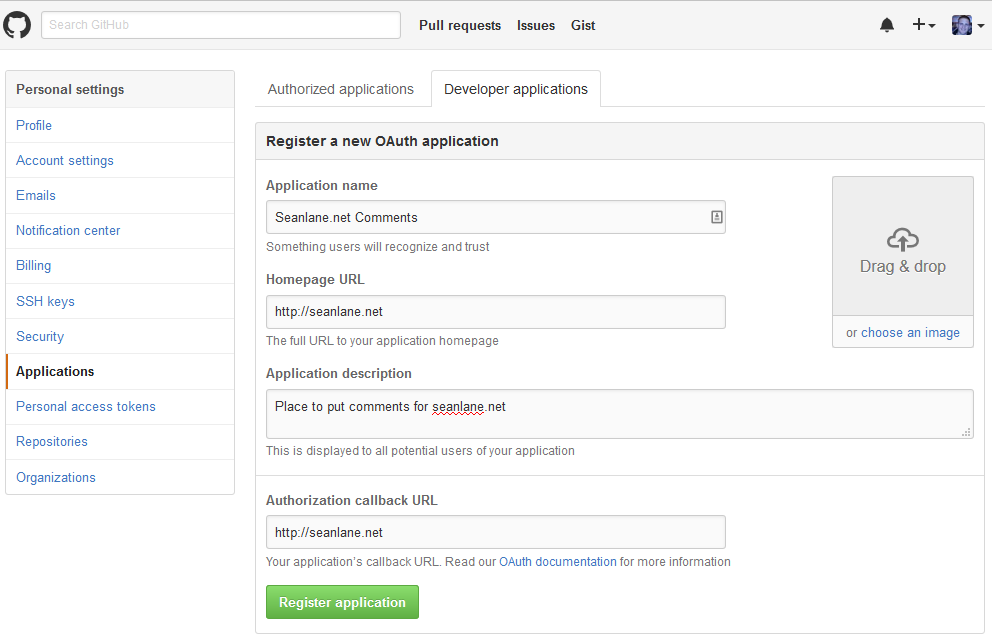 Search GitHub
Pull requests Issues Gist
Personal settings
Profile
Account settings
Emails
Notification center
Billing
SSH keys
Security
Applications
Personal access tokens
Repositories
Organizations
Authorized applications Developer applications
Register a new OAuth application
Application name
Seanlane.net Comments
Something users will recognize and trust
Homepage URL
http://seanlane.net
The full URL to your application homepage
Drag & drop
or choose an image
Application description
Place to put comments for seanlane.net
This is displayed to all potential users of your application
Authorization callback URL
http://seanlane.net
Your application's callback URL. Read our OAuth documentation for more information
Register application